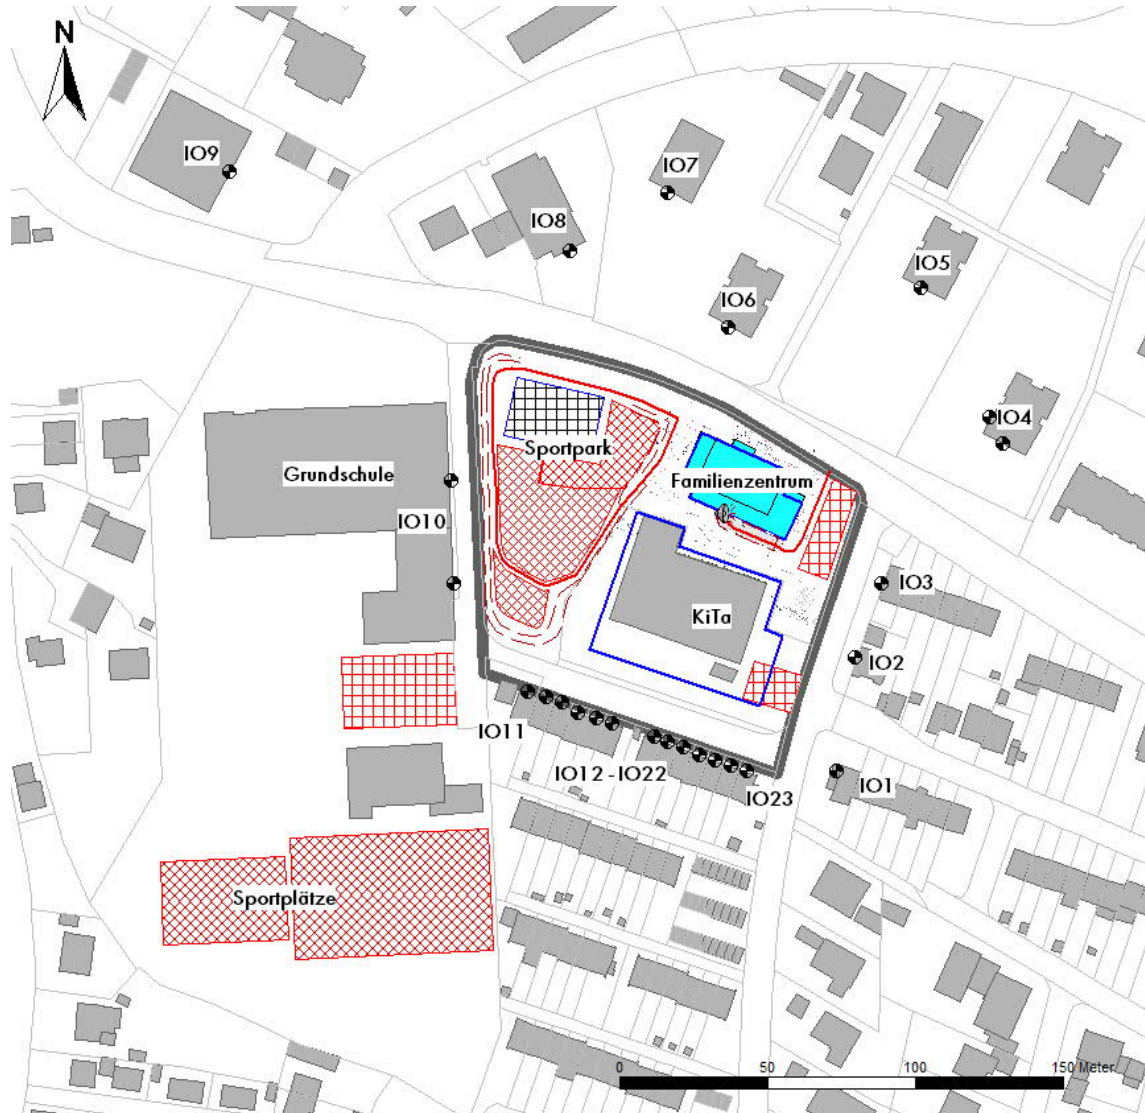 N
IO9
IO7
IO8
IO5
IO6
IO4
Sportpark
Grundschule
Familienzentrum
IO10
IO3
KiTa
IO2
IO11
IO12 - IO22
IO23
IO1
Sportplätze
0 50 100 150 Meter